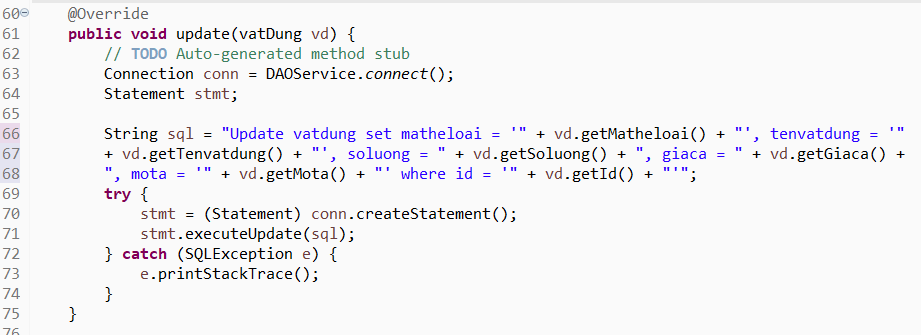 60 @Override
61 public void update(vatDung vd) {
62 // TODO Auto-generated method stub
63 Connection conn = DAOService.connect();
64 Statement stmt;
65
66 String sql = "Update vatdung set matheloai = '" + vd.getMatheloai() + "', tenvatdung = '"
67 + vd.getTenvatdung() + "', soluong = " + vd.getSoluong() + ", giaca = " + vd.getGiaca() +
68 ", mota = '" + vd.getMota() + "' where id = '" + vd.getId() + "'";
69 try {
70 stmt = (Statement) conn.createStatement();
71 stmt.executeUpdate(sql);
72 } catch (SQLException e) {
73 e.printStackTrace();
74 }
75 }
76